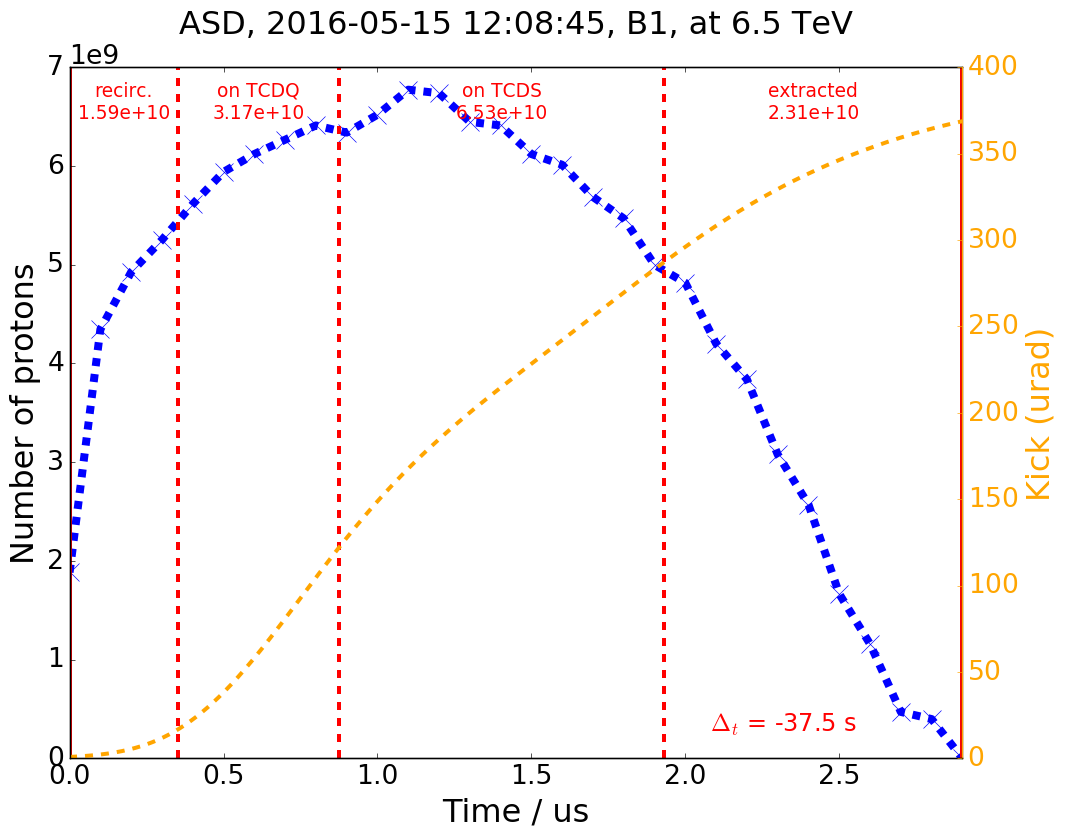 ASD, 2016-05-15 12:08:45, B1, at 6.5 TeV
1e9
recirc.
1.59e+10
on TCDQ
3.17e+10
on TCDS
6.53e+10
extracted
2.31e+10
Number of protons
7
6
5
4
3
2
1
0
400
350
300
250
200
150
100
50
0
Kick (urad)
Δt = -37.5 s
0.0
0.5
1.0
1.5
2.0
2.5
Time / us